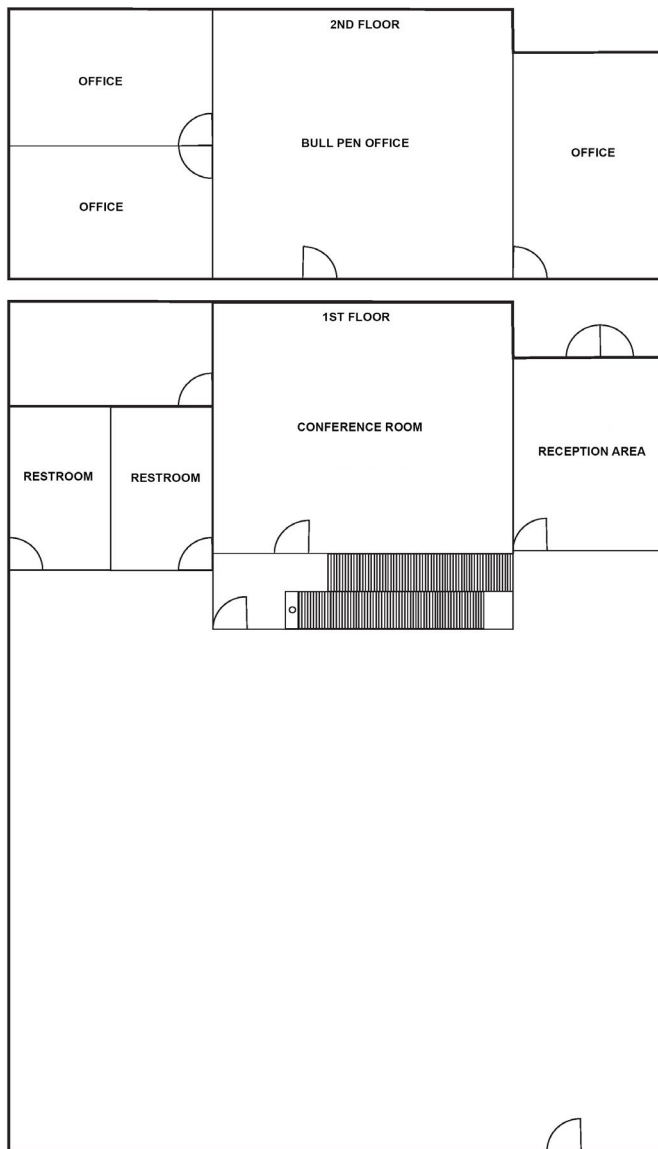 2ND FLOOR
OFFICE
BULL PEN OFFICE
OFFICE
OFFICE
1ST FLOOR
CONFERENCE ROOM
RECEPTION AREA
RESTROOM
RESTROOM